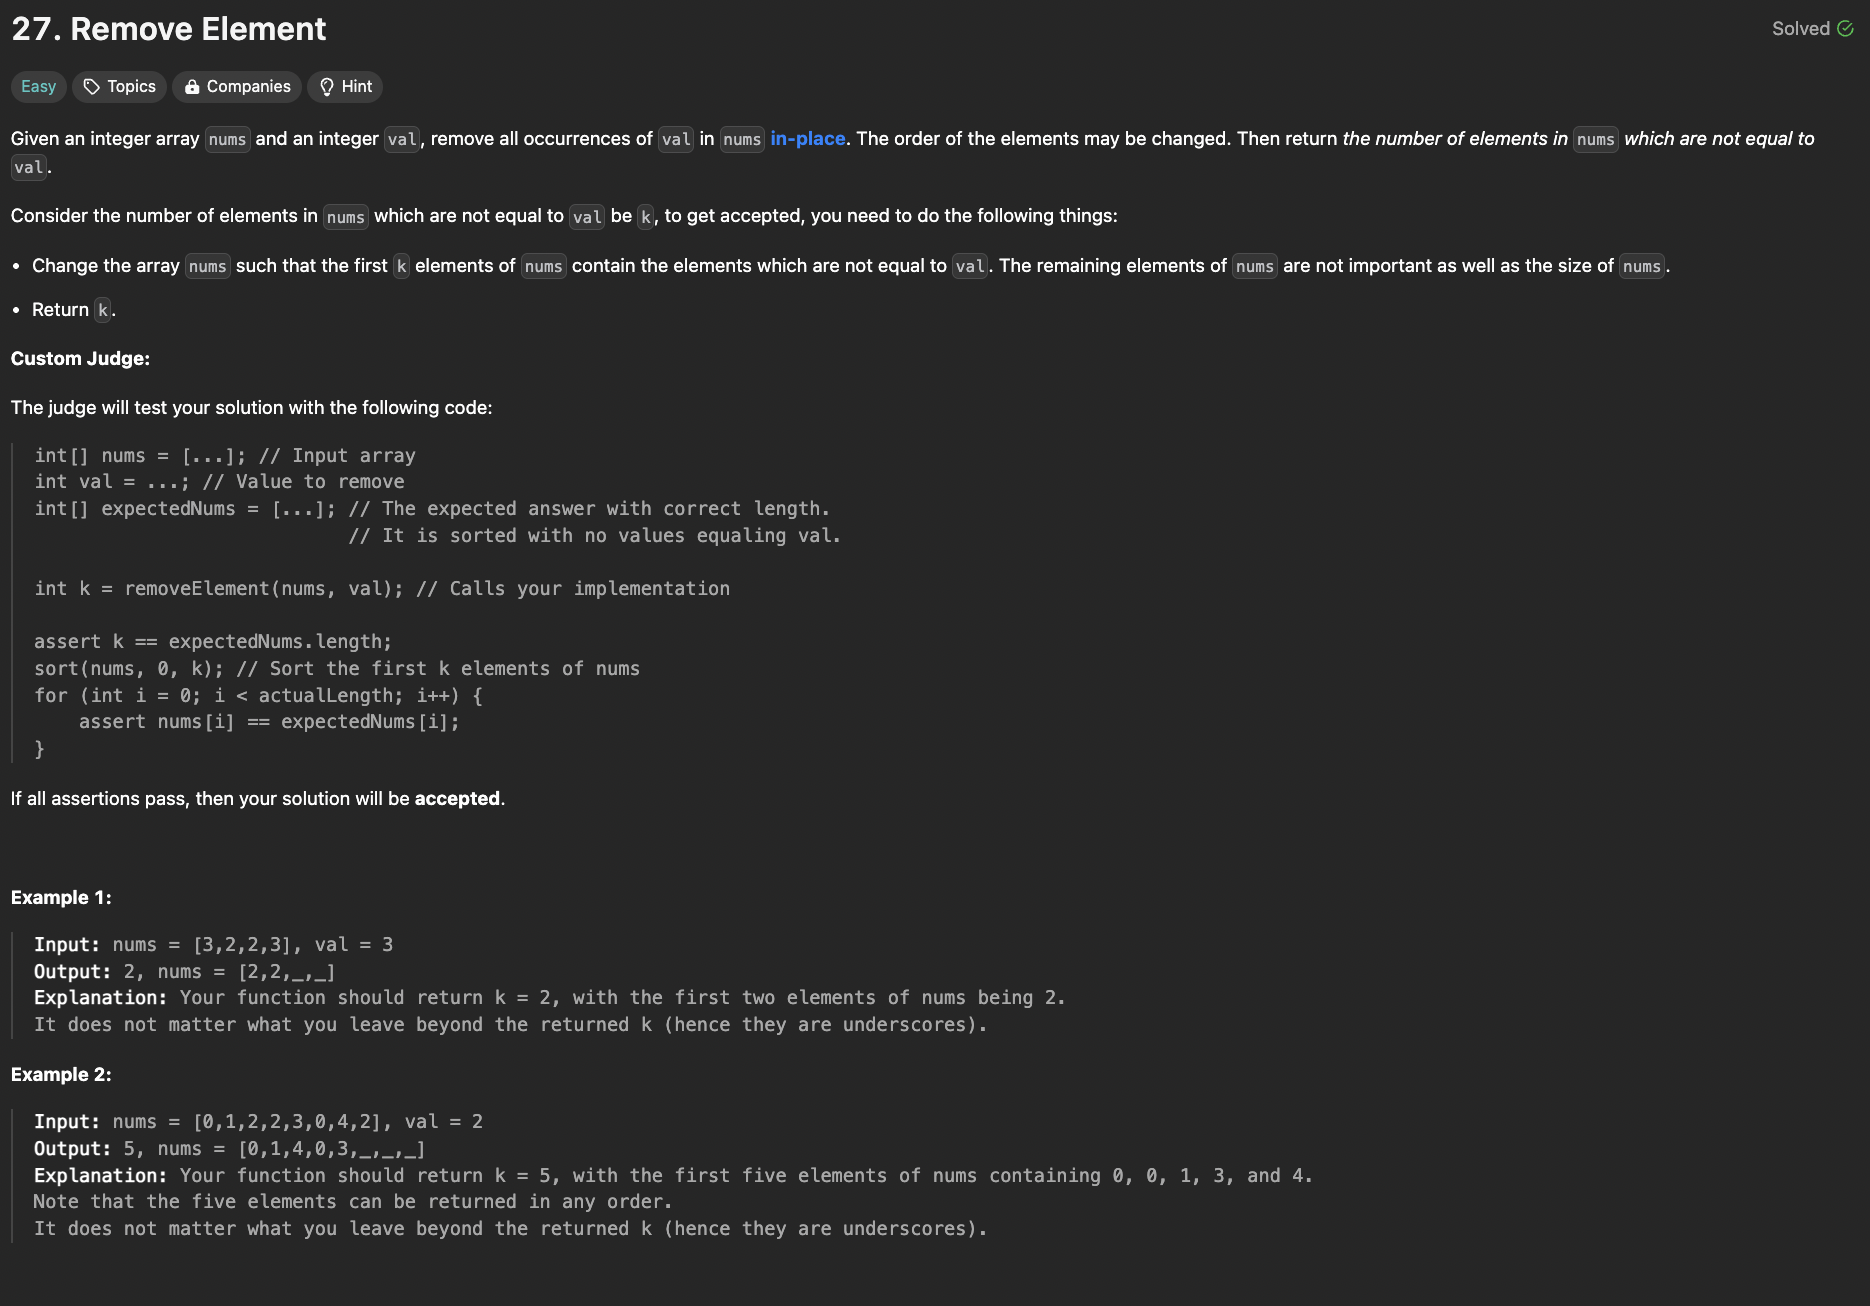 27. Remove Element
Solved
Easy
Topics
Companies
Hint
Given an integer array nums and an integer val, remove all occurrences of val in nums in-place. The order of the elements may be changed. Then return the number of elements in nums which are not equal to
val.
Consider the number of elements in nums which are not equal to val be k, to get accepted, you need to do the following things:
• Change the array nums such that the first k elements of nums contain the elements which are not equal to val. The remaining elements of nums are not important as well as the size of nums.
• Return k.
Custom Judge:
The judge will test your solution with the following code:
int[] nums = [...]; // Input array
int val = ...; // Value to remove
int[] expectedNums = [...]; // The expected answer with correct length.
                            // It is sorted with no values equaling val.
int k = removeElement(nums, val); // Calls your implementation
assert k == expectedNums.length;
sort(nums, 0, k); // Sort the first k elements of nums
for (int i = 0; i < actualLength; i++) {
    assert nums[i] == expectedNums[i];
}
If all assertions pass, then your solution will be accepted.
Example 1:
Input: nums = [3,2,2,3], val = 3
Output: 2, nums = [2,2,_,_]
Explanation: Your function should return k = 2, with the first two elements of nums being 2.
It does not matter what you leave beyond the returned k (hence they are underscores).
Example 2:
Input: nums = [0,1,2,2,3,0,4,2], val = 2
Output: 5, nums = [0,1,4,0,3,_,_,_]
Explanation: Your function should return k = 5, with the first five elements of nums containing 0, 0, 1, 3, and 4.
Note that the five elements can be returned in any order.
It does not matter what you leave beyond the returned k (hence they are underscores).